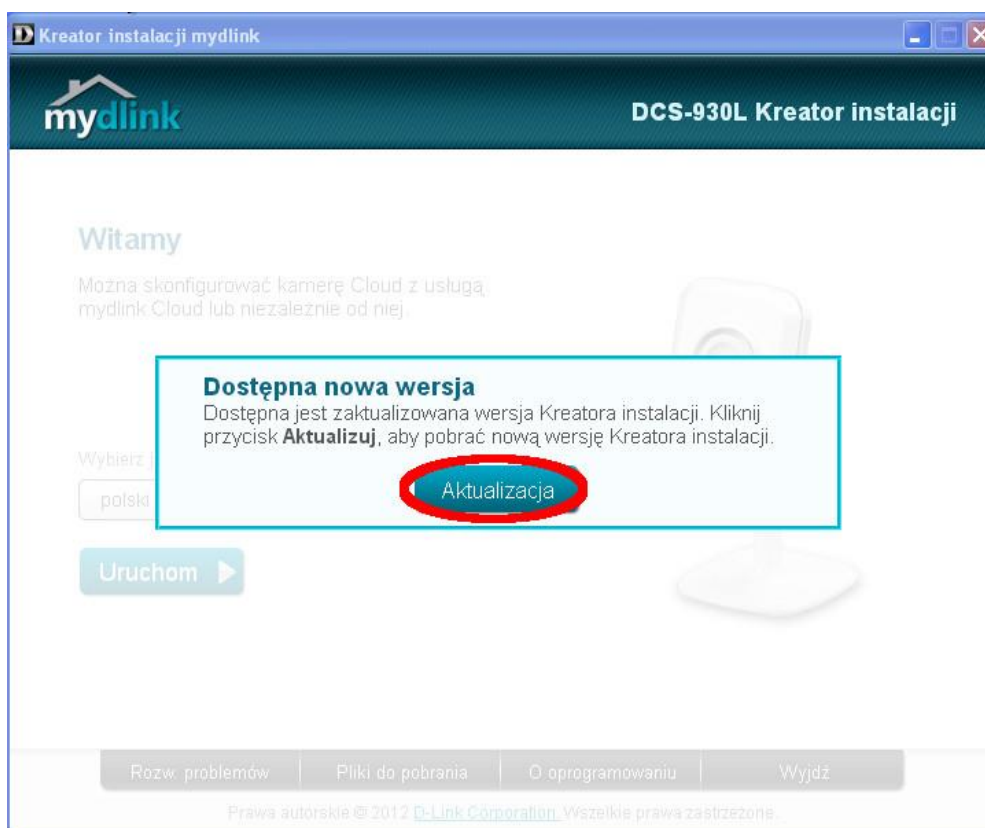 Kreator instalacji mydlink
mydlink
DCS-930L Kreator instalacji
Witamy
Można skonfigurować kamerę Cloud z usługą
mydlink Cloud lub niezależnie od niej.
Dostępna nowa wersja
Dostępna jest zaktualizowana wersja Kreatora instalacji. Kliknij
przycisk Aktualizuj, aby pobrać nową wersję Kreatora instalacji.
Aktualizacja
Wybierz
polski
Uruchom
Rozw. problemów Pliki do pobrania O oprogramowaniu Wyjdź
Prawa autorskie © 2012 D-Link Corporation. Wszelkie prawa zastrzeżone.